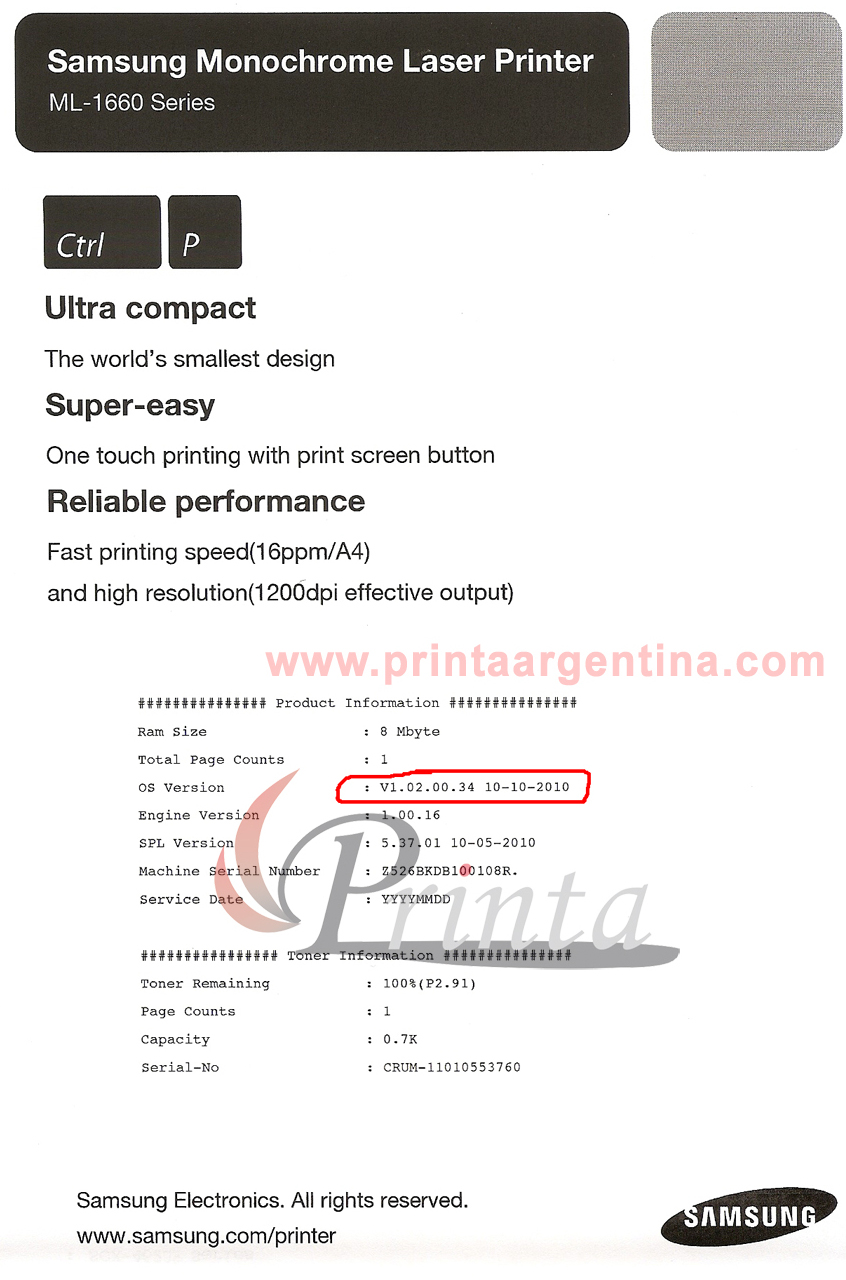 Samsung Monochrome Laser Printer
ML-1660 Series
Ctrl P
Ultra compact
The world's smallest design
Super-easy
One touch printing with print screen button
Reliable performance
Fast printing speed(16ppm/A4)
and high resolution(1200dpi effective output)
www.printaargentina.com
############### Product Information ###############
Ram Size : 8 Mbyte
Total Page Counts : 1
OS Version : V1.02.00.34 10-10-2010
Engine Version : 1.00.16
SPL Version : 5.37.01 10-05-2010
Machine Serial Number : Z526BKDB100108R.
Service Date : YYYYMMDD
Printa
################ Toner Information ###############
Toner Remaining : 100%(P2.91)
Page Counts : 1
Capacity : 0.7K
Serial-No : CRUM-11010553760
Samsung Electronics. All rights reserved.
www.samsung.com/printer
SAMSUNG